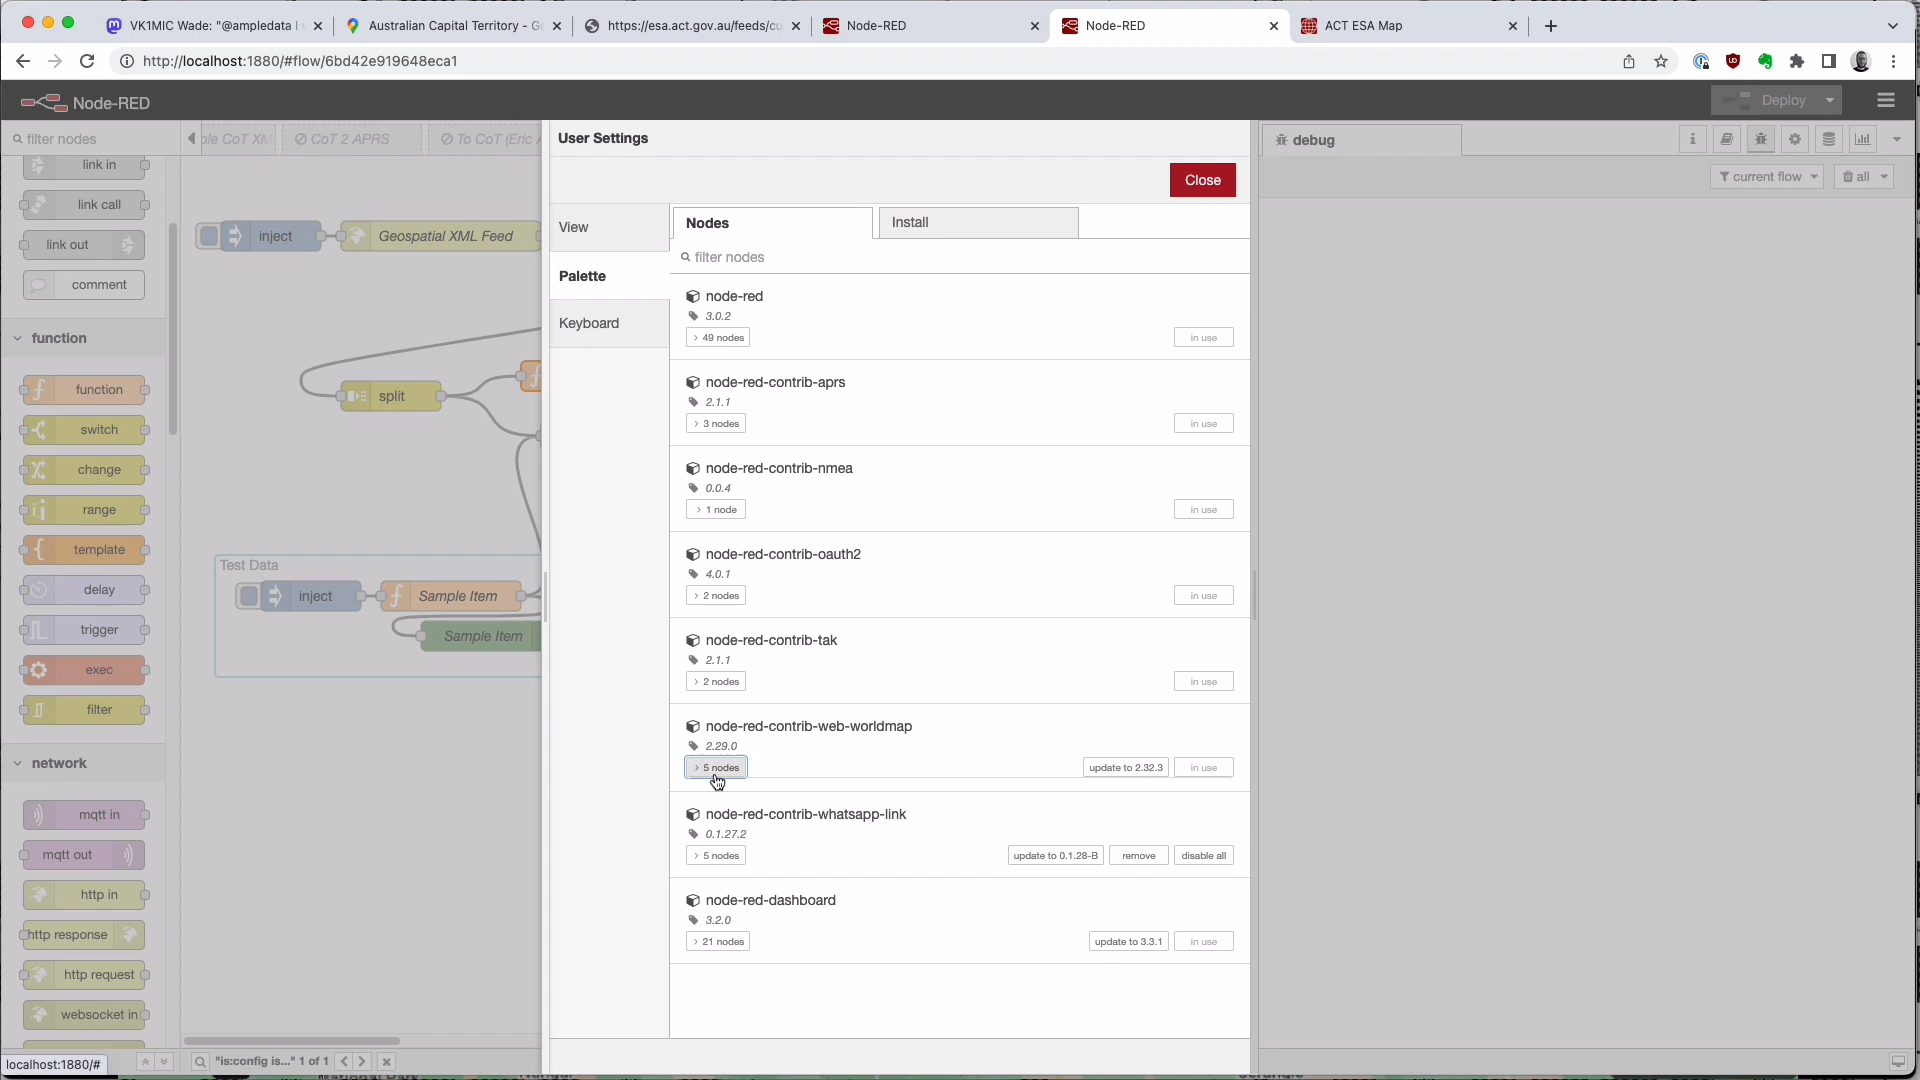 VK1MIC Wade: "@ampledata I
Australian Capital Territory - G
https://esa.act.gov.au/feeds/cu
Node-RED
Node-RED
ACT ESA Map
http://localhost:1880/#flow/6bd42e919648eca1
Node-RED
Deploy
filter nodes
CoT XM
CoT 2 APRS
To CoT (Eric
User Settings
debug
Close
current flow
all
link in
link call
link out
comment
function
function
switch
change
range
template
delay
trigger
exec
filter
network
mqtt in
mqtt out
http in
http response
http request
websocket in
inject
Geospatial XML Feed
split
Test Data
inject
Sample Item
Sample Item
View
Palette
Keyboard
Nodes
Install
filter nodes
node-red
3.0.2
49 nodes
in use
node-red-contrib-aprs
2.1.1
3 nodes
in use
node-red-contrib-nmea
0.0.4
1 node
in use
node-red-contrib-oauth2
4.0.1
2 nodes
in use
node-red-contrib-tak
2.1.1
2 nodes
in use
node-red-contrib-web-worldmap
2.29.0
5 nodes
update to 2.32.3
in use
node-red-contrib-whatsapp-link
0.1.27.2
5 nodes
update to 0.1.28-B
remove
disable all
node-red-dashboard
3.2.0
21 nodes
update to 3.3.1
in use
localhost:1880/#
"is:config is..." 1 of 1